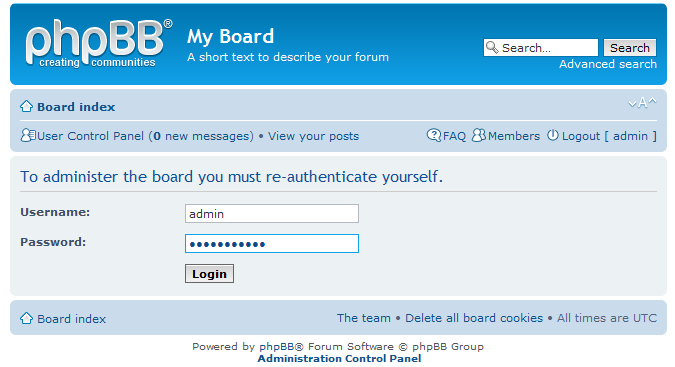 phpBB®
creating communities
My Board
A short text to describe your forum
Search... Search
Advanced search
Board index
A
User Control Panel (0 new messages) • View your posts
FAQ Members Logout [ admin ]
To administer the board you must re-authenticate yourself.
Username: admin
Password: •••••••••••
Login
Board index
The team • Delete all board cookies • All times are UTC
Powered by phpBB® Forum Software © phpBB Group
Administration Control Panel